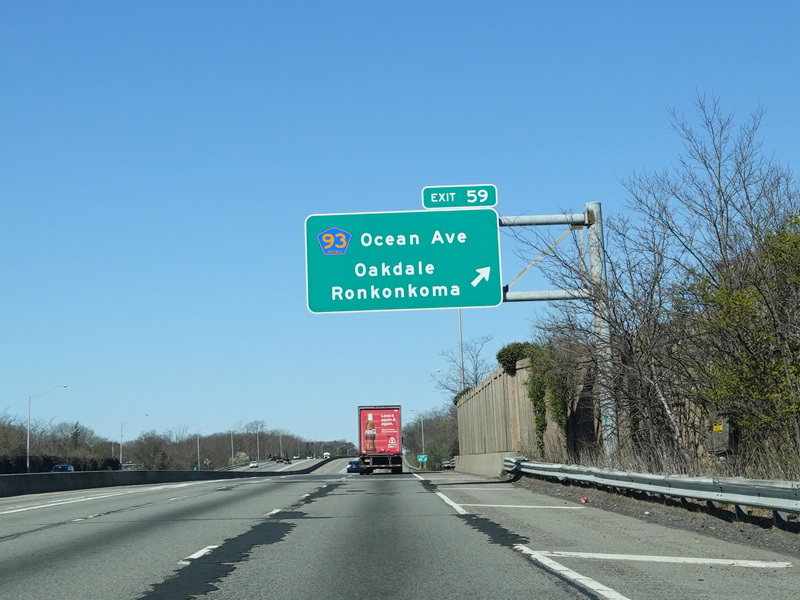 EXIT 59
93 Ocean Ave
Oakdale
Ronkonkoma